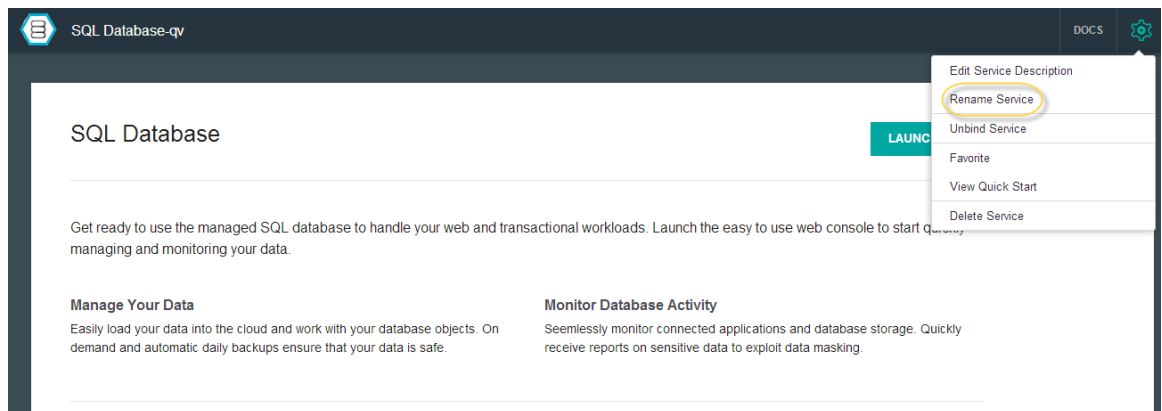 SQL Database-qv
DOCS
Edit Service Description
Rename Service
Unbind Service
Favorite
View Quick Start
Delete Service
SQL Database
LAUNC
Get ready to use the managed SQL database to handle your web and transactional workloads. Launch the easy to use web console to start quickly
managing and monitoring your data.
Manage Your Data
Easily load your data into the cloud and work with your database objects. On
demand and automatic daily backups ensure that your data is safe.
Monitor Database Activity
Seemlessly monitor connected applications and database storage. Quickly
receive reports on sensitive data to exploit data masking.